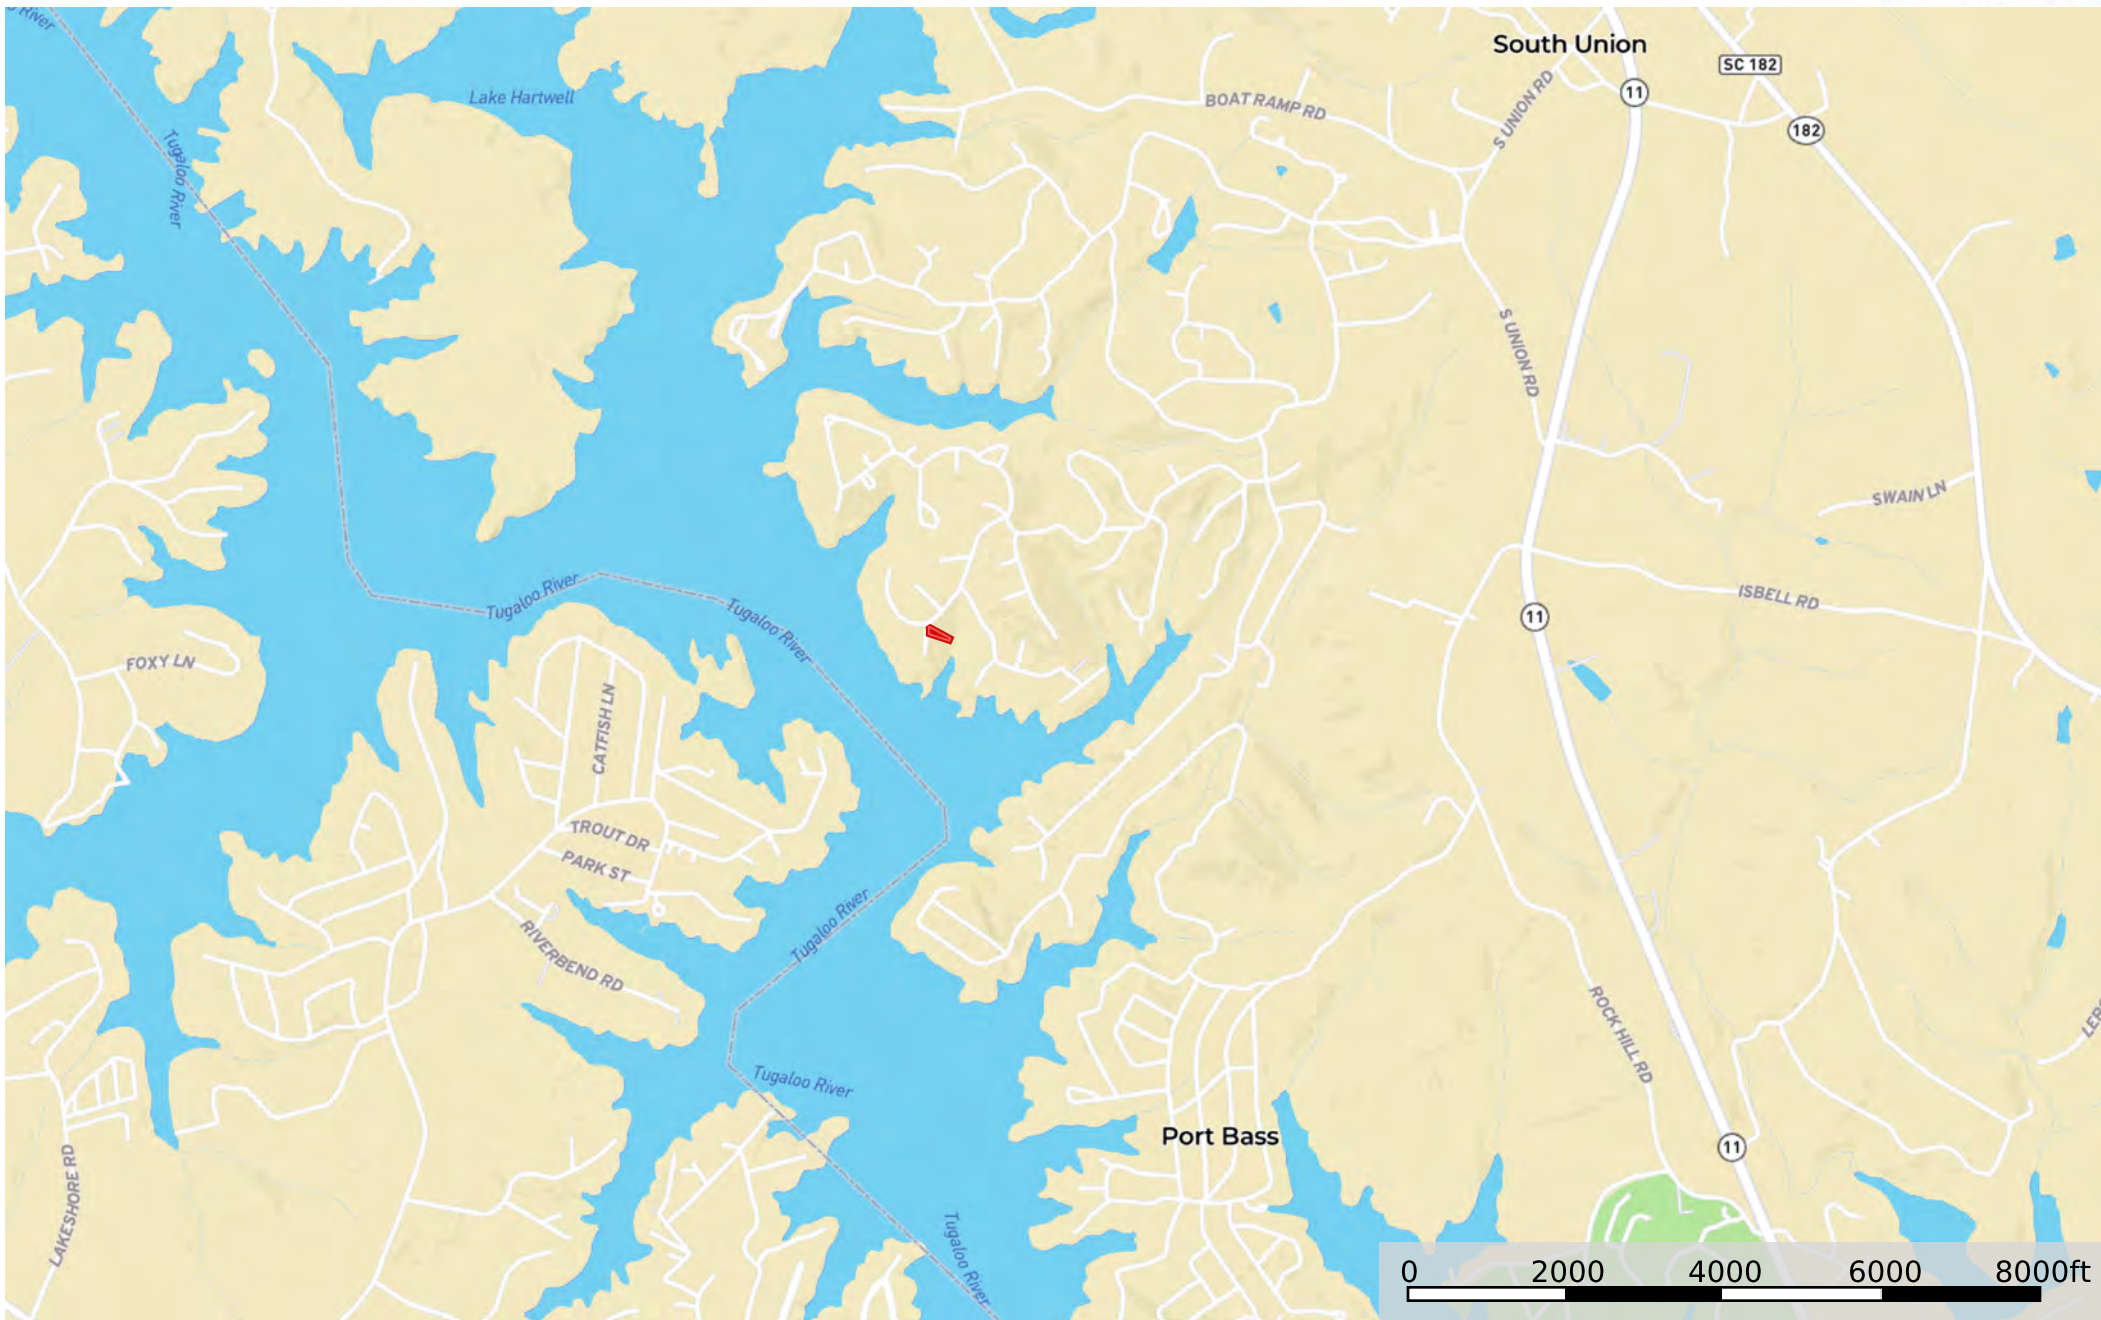 River
South Union
SC 182
Lake Hartwell
11
BOAT RAMP RD
S UNION RD
182
Tugaloo River
S UNION RD
SWAIN LN
Tugaloo River
Tugaloo River
ISBELL RD
11
FOXY LN
CATFISH LN
TROUT DR
PARK ST
Tugaloo River
RIVERBEND RD
ROCK HILL RD
Tugaloo River
Port Bass
11
LAKESHORE RD
Tugaloo River
0 2000 4000 6000 8000ft